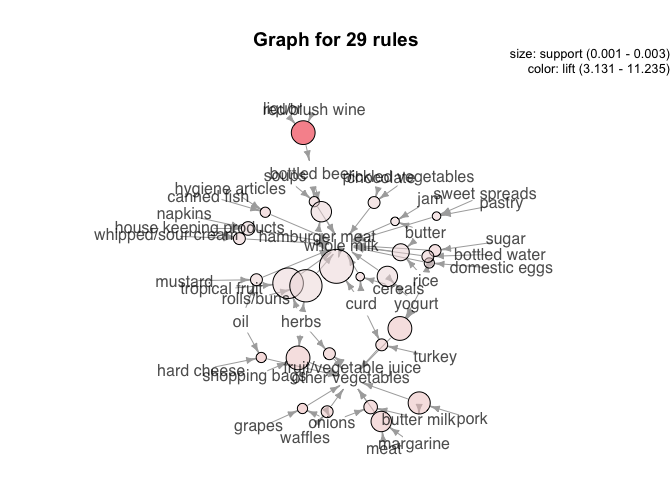 Graph for 29 rules
size: support (0.001 - 0.003)
color: lift (3.131 - 11.235)
liquor
red/blush wine
bottled beer
soups
pickled vegetables
hygiene articles
canned fish
jam
sweet spreads
pastry
napkins
house keeping products
whipped/sour cream
hamburger meat
butter
whole milk
sugar
bottled water
domestic eggs
mustard
tropical fruit
rice
cereals
rolls/buns
curd
yogurt
oil
herbs
turkey
hard cheese
shopping bags
fruit/vegetable juice
other vegetables
grapes
waffles
onions
butter milk
pork
margarine
meat